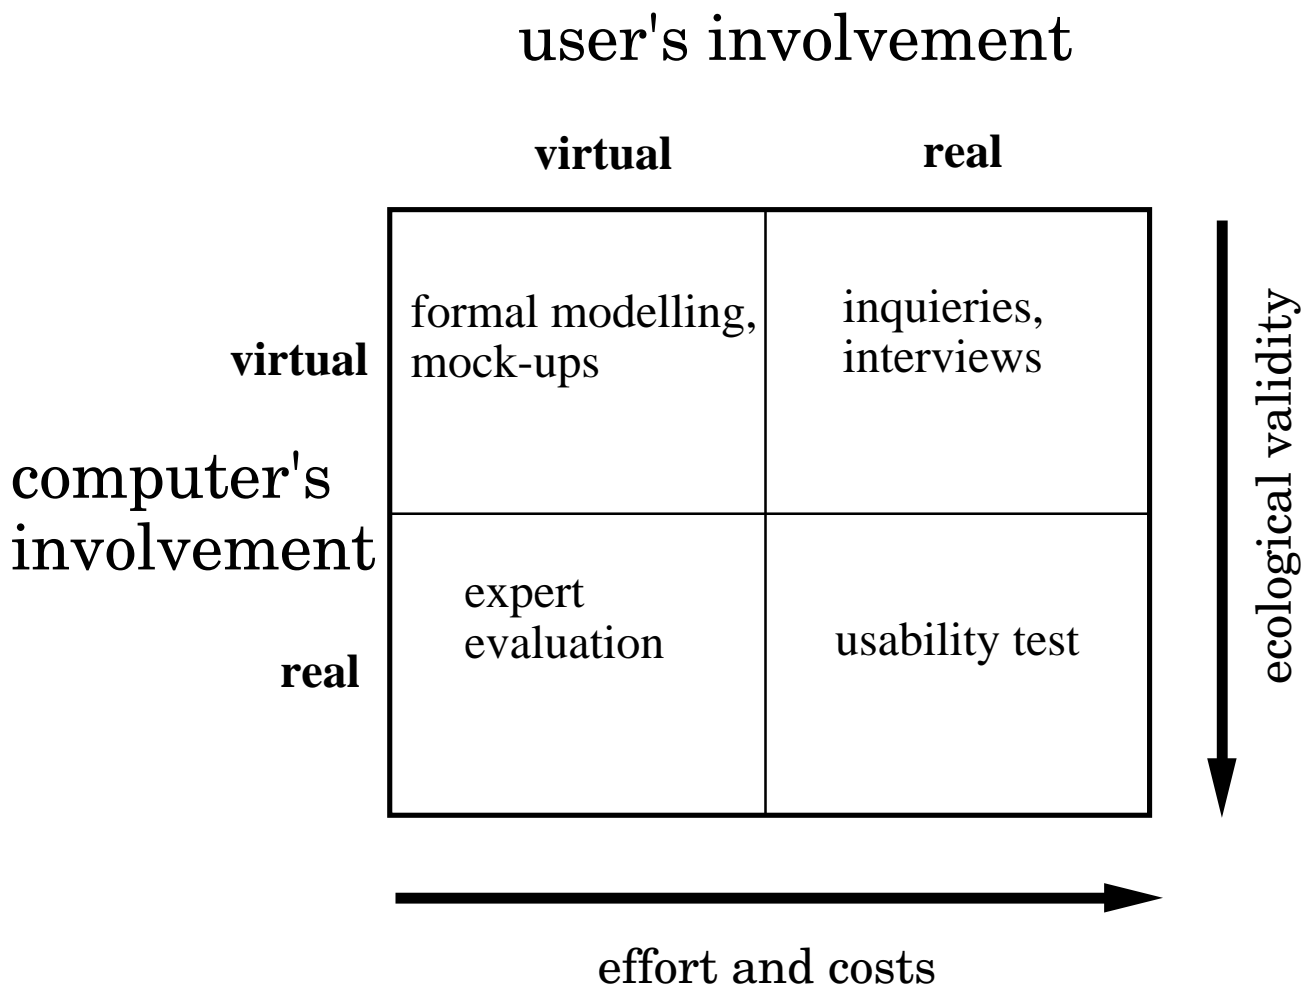 user's involvement
virtual
real
formal modelling,
mock-ups
inquieries,
interviews
virtual
computer's
involvement
expert
evaluation
usability test
real
ecological validity
effort and costs